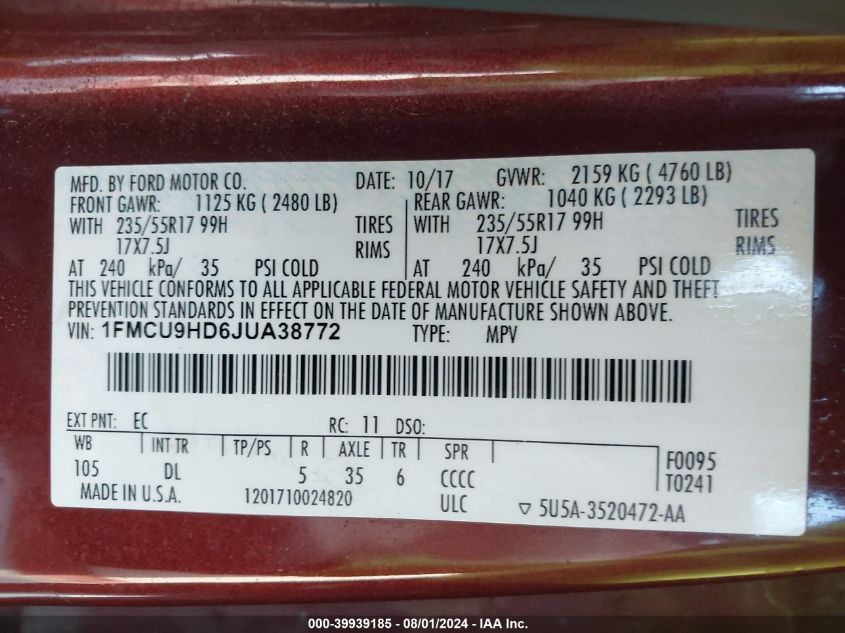 MFD. BY FORD MOTOR CO. DATE: 10/17 GVWR: 2159 KG ( 4760 LB)
FRONT GAWR: 1125 KG ( 2480 LB) REAR GAWR: 1040 KG ( 2293 LB)
WITH 235/55R17 99H TIRES WITH 235/55R17 99H TIRES
17X7.5J RIMS 17X7.5J RIMS
AT 240 kPa/ 35 PSI COLD AT 240 kPa/ 35 PSI COLD
THIS VEHICLE CONFORMS TO ALL APPLICABLE FEDERAL MOTOR VEHICLE SAFETY AND THEFT
PREVENTION STANDARDS IN EFFECT ON THE DATE OF MANUFACTURE SHOWN ABOVE.
VIN: 1FMCU9HD6JUA38772 TYPE: MPV
EXT PNT: EC RC: 11 DSO:
WB INT TR TP/PS R AXLE TR SPR
105 DL 5 35 6 CCCC
F0095
T0241
MADE IN U.S.A. 1201710024820 ULC ▽ 5U5A-3520472-AA
000-39939185 - 08/01/2024 - IAA Inc.